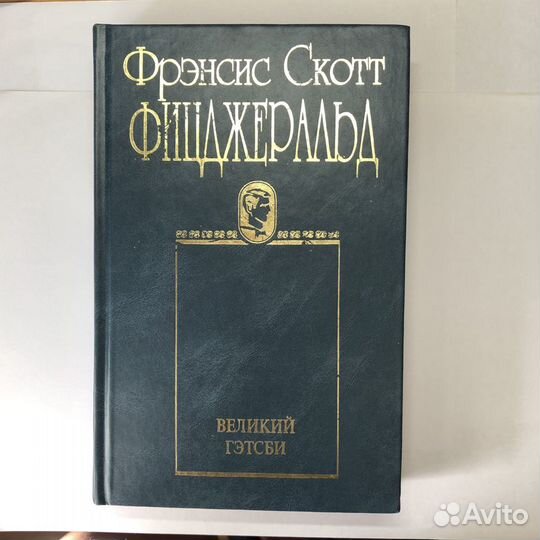 Фрэнсис Скотт
Фицджеральд
ВЕЛИКИЙ
ГЭТСБИ
Avito